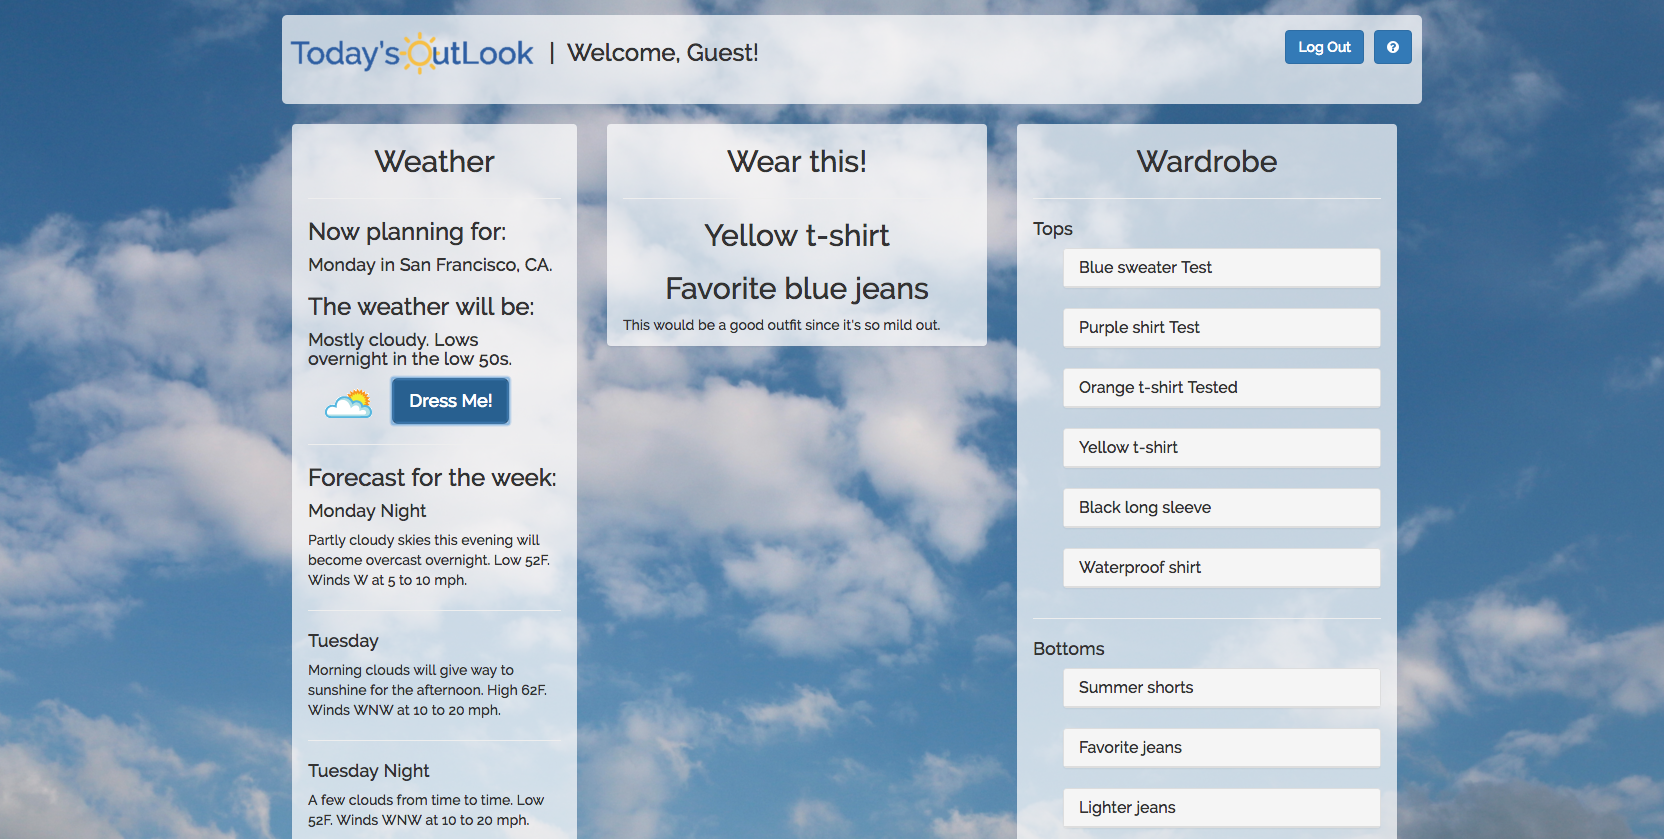 Today's OutLook | Welcome, Guest!
Log Out
Weather
Now planning for:
Monday in San Francisco, CA.
The weather will be:
Mostly cloudy. Lows
overnight in the low 50s.
Dress Me!
Forecast for the week:
Monday Night
Partly cloudy skies this evening will
become overcast overnight. Low 52F.
Winds W at 5 to 10 mph.
Tuesday
Morning clouds will give way to
sunshine for the afternoon. High 62F.
Winds WNW at 10 to 20 mph.
Tuesday Night
A few clouds from time to time. Low
52F. Winds WNW at 10 to 20 mph.
Wear this!
Yellow t-shirt
Favorite blue jeans
This would be a good outfit since it's so mild out.
Wardrobe
Tops
Blue sweater Test
Purple shirt Test
Orange t-shirt Tested
Yellow t-shirt
Black long sleeve
Waterproof shirt
Bottoms
Summer shorts
Favorite jeans
Lighter jeans